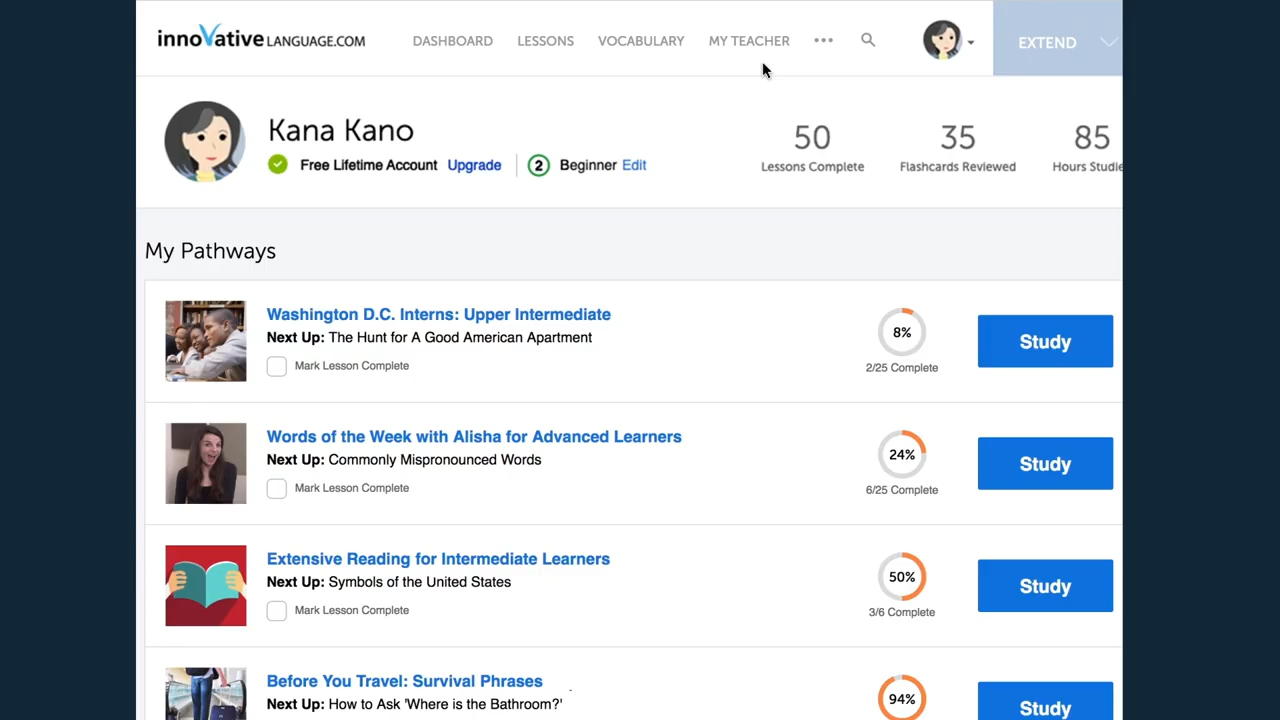 innoVative LANGUAGE.COM DASHBOARD LESSONS VOCABULARY MY TEACHER ••• EXTEND
Kana Kano
Free Lifetime Account Upgrade 2 Beginner Edit
50 35 85
Lessons Complete Flashcards Reviewed Hours Studie
My Pathways
Washington D.C. Interns: Upper Intermediate
Next Up: The Hunt for A Good American Apartment
Mark Lesson Complete
8%
2/25 Complete
Study
Words of the Week with Alisha for Advanced Learners
Next Up: Commonly Mispronounced Words
Mark Lesson Complete
24%
6/25 Complete
Study
Extensive Reading for Intermediate Learners
Next Up: Symbols of the United States
Mark Lesson Complete
50%
3/6 Complete
Study
Before You Travel: Survival Phrases
Next Up: How to Ask 'Where is the Bathroom?'
94%
Study